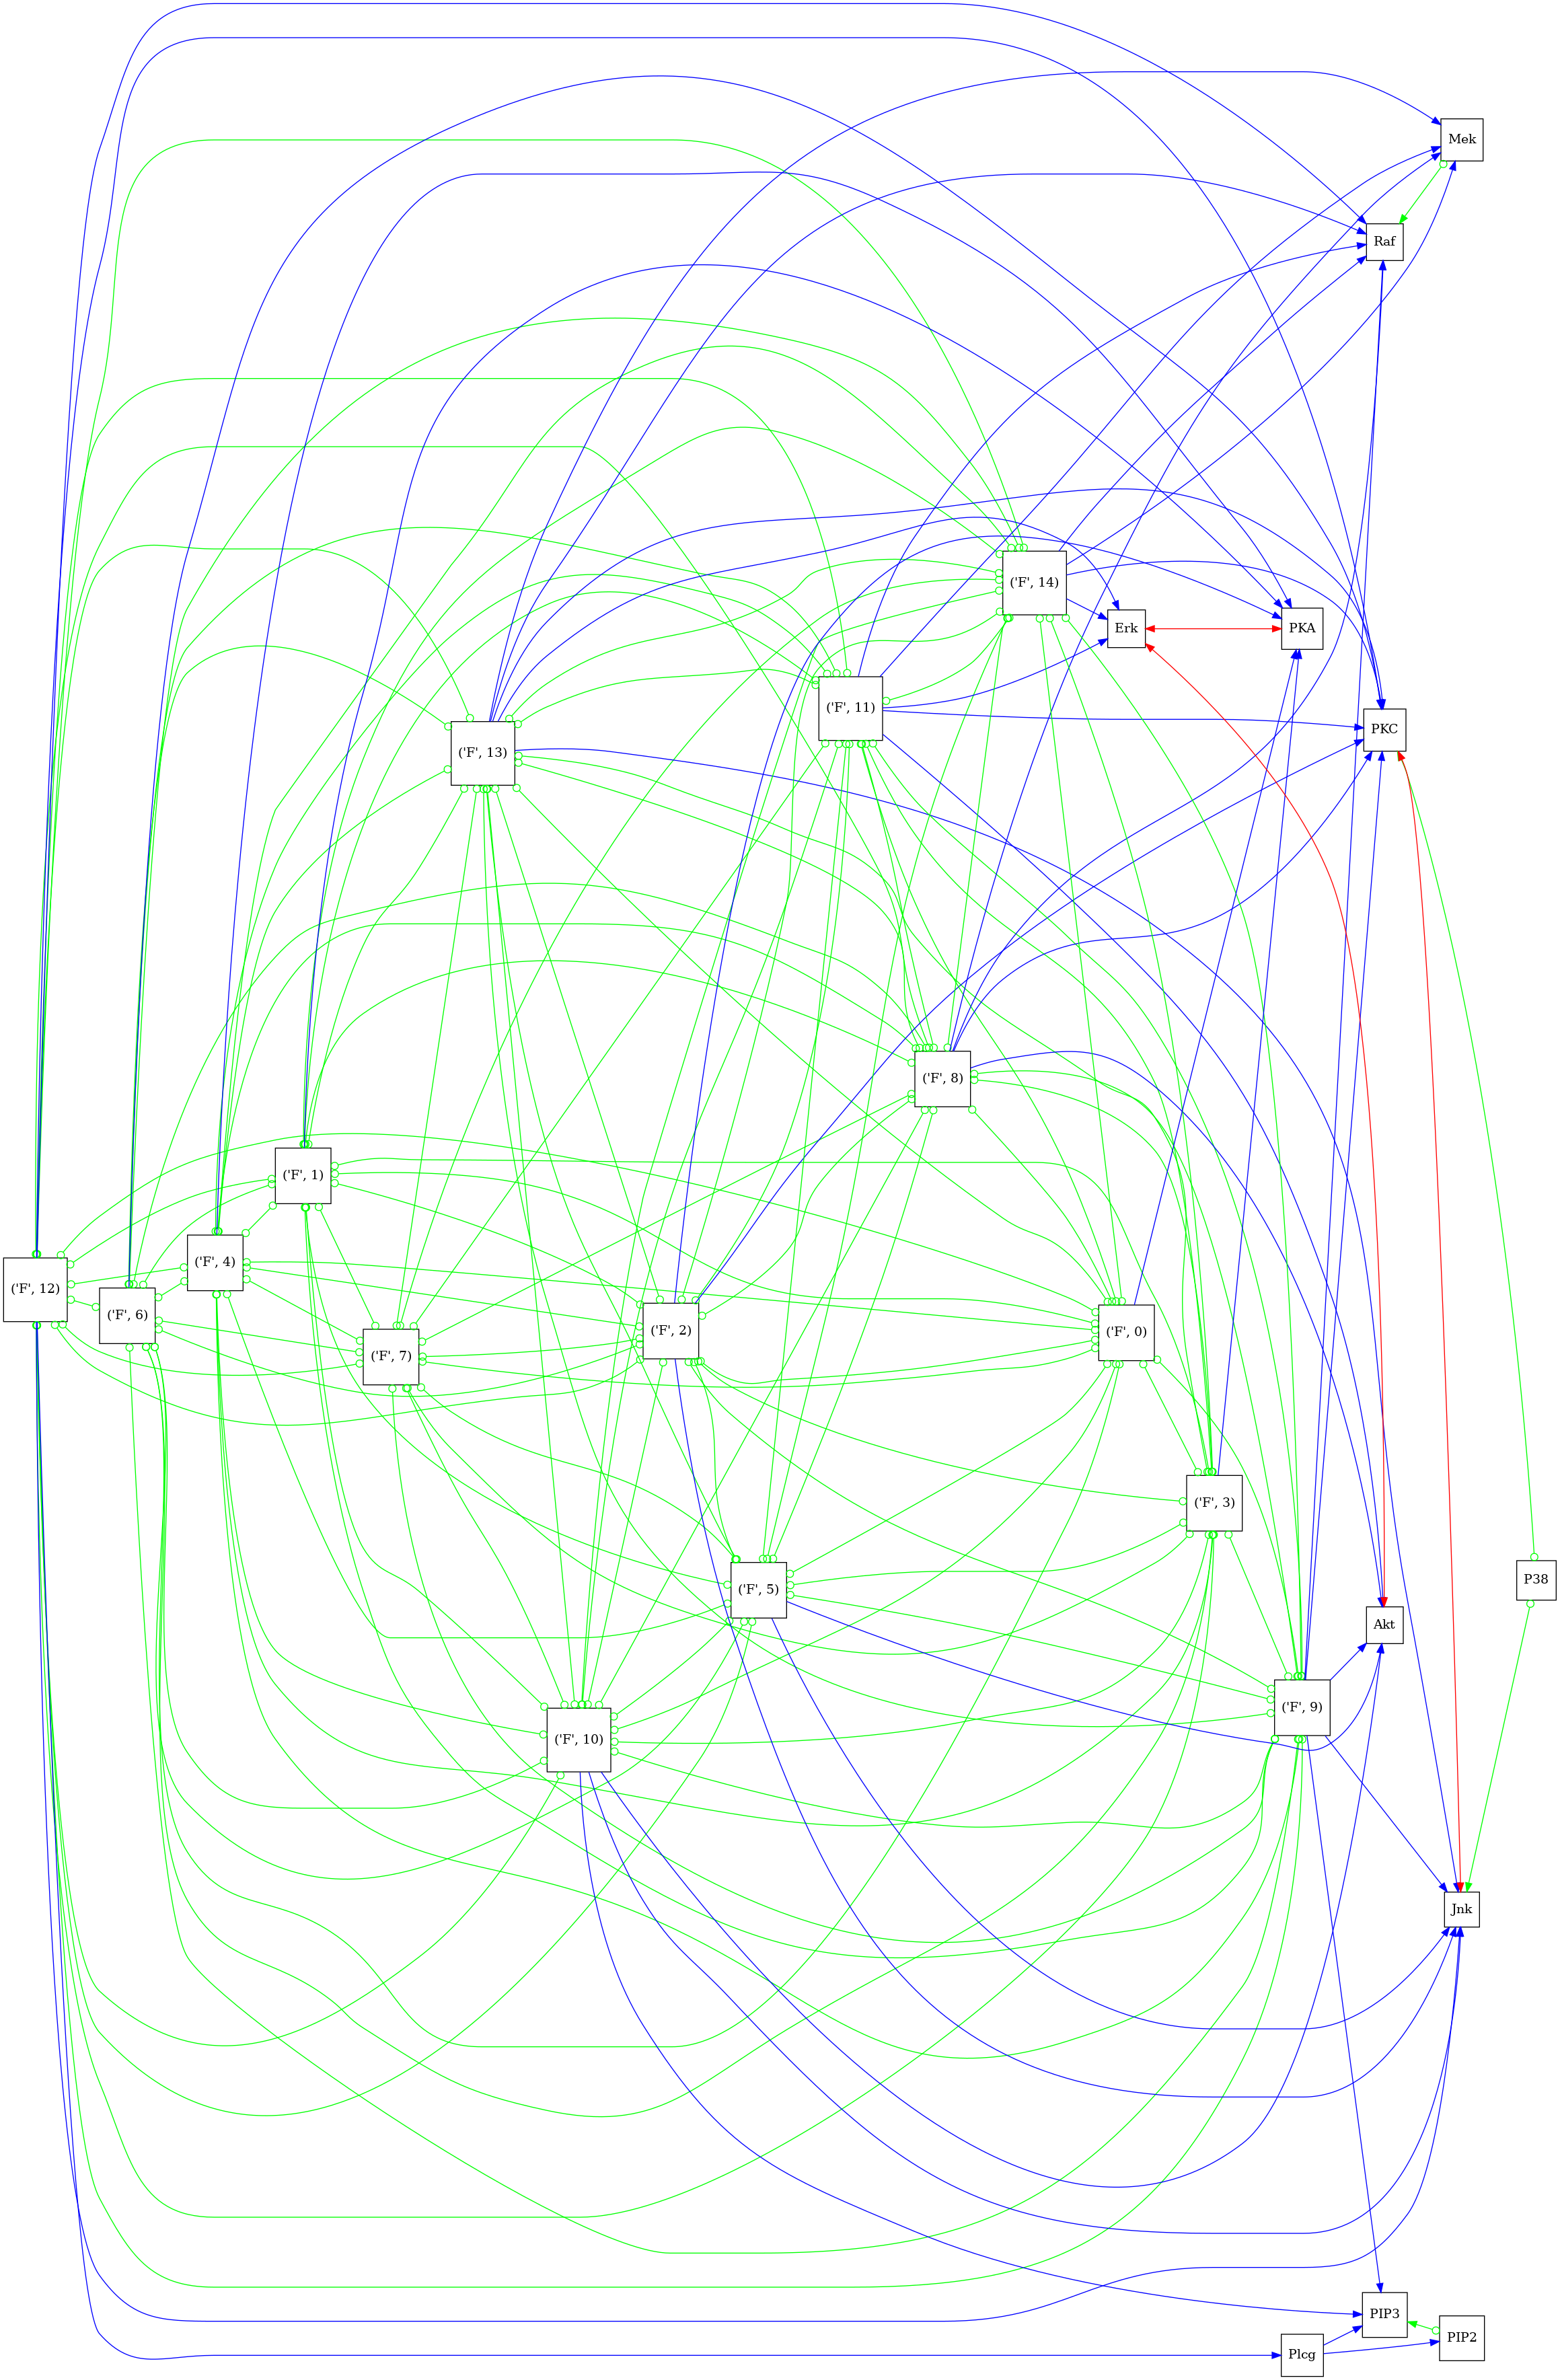 Mek
Raf
('F', 14)
Erk
PKA
('F', 11)
PKC
('F', 13)
('F', 8)
('F', 1)
('F', 4)
('F', 12)
('F', 6)
('F', 2)
('F', 0)
('F', 7)
('F', 3)
P38
('F', 5)
Akt
('F', 9)
('F', 10)
Jnk
PIP3
PIP2
Plcg